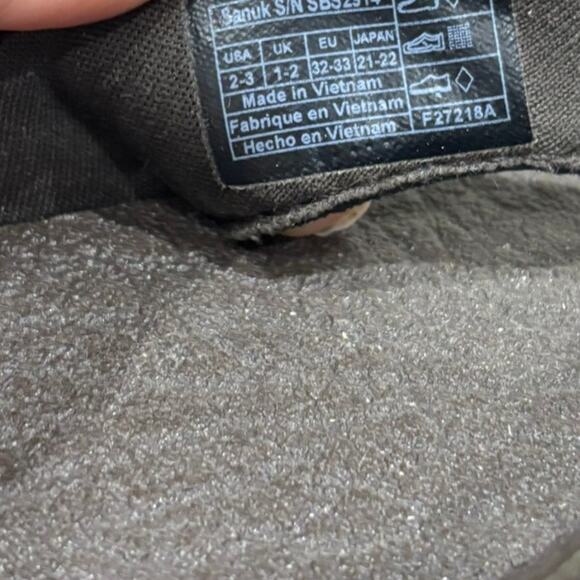 Sanuk S/N
USA UK EU JAPAN
2-3 1-2 32-33 21-22
Made in Vietnam
Fabrique en Vietnam
Hecho en Vietnam
F27218A